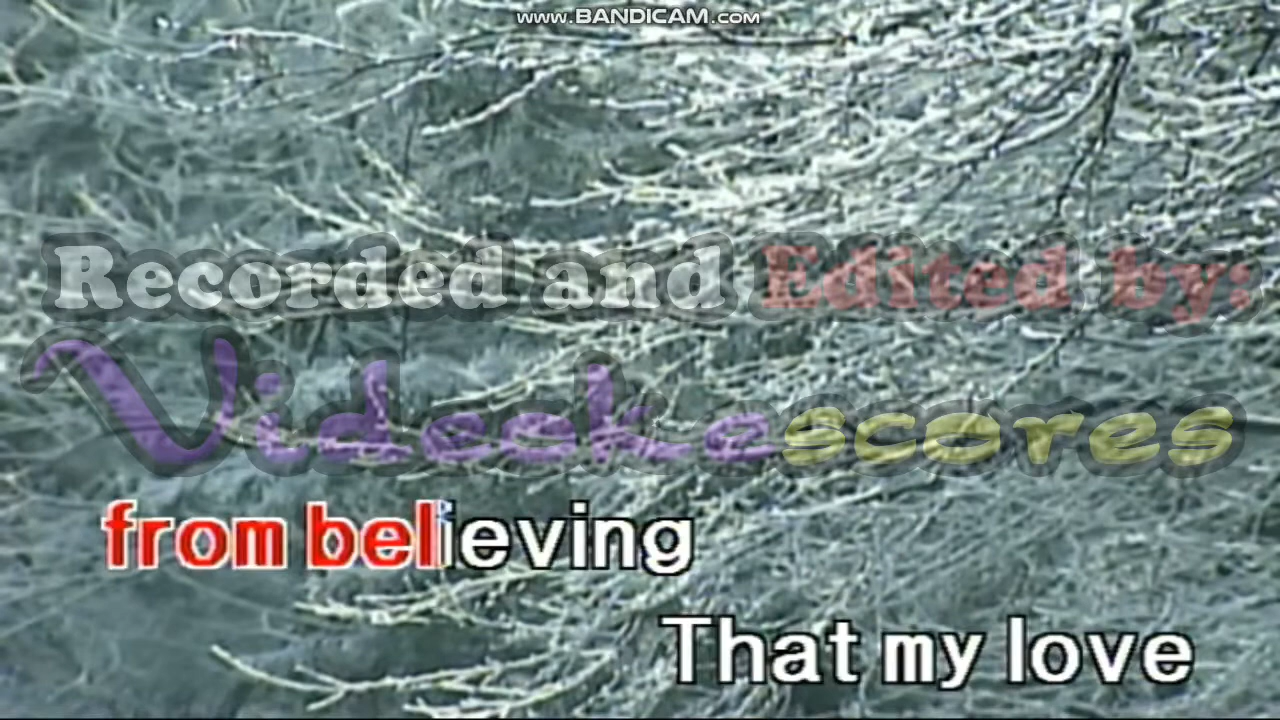 www.BANDICAM.com
Recorded and Edited by:
Videokescores
from believing
That my love